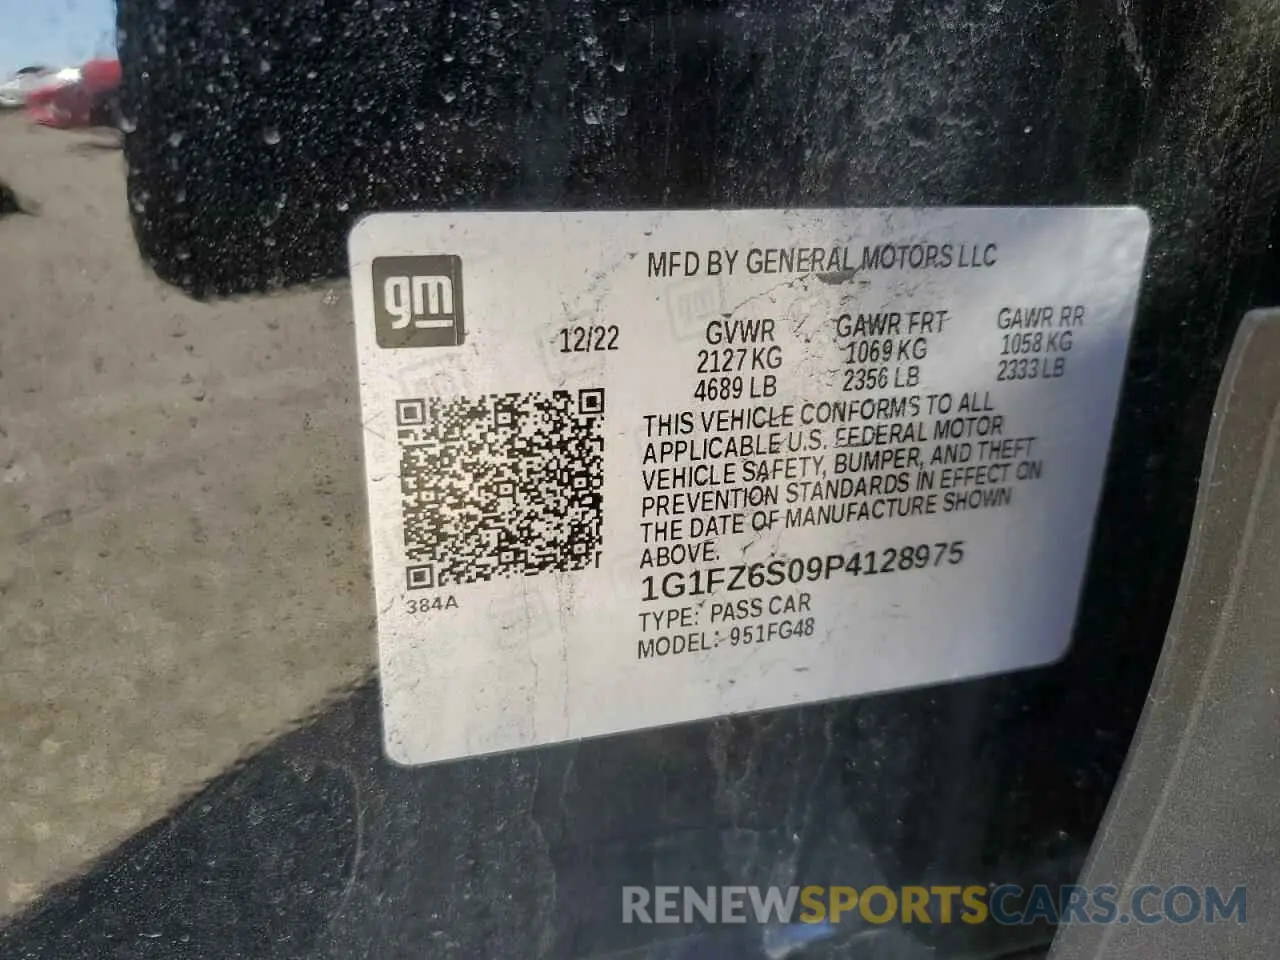 gm
MFD BY GENERAL MOTORS LLC
12/22
GVWR
2127 KG
4689 LB
GAWR FRT
1069 KG
2356 LB
GAWR RR
1058 KG
2333 LB
THIS VEHICLE CONFORMS TO ALL
APPLICABLE U.S. FEDERAL MOTOR
VEHICLE SAFETY, BUMPER, AND THEFT
PREVENTION STANDARDS IN EFFECT ON
THE DATE OF MANUFACTURE SHOWN
ABOVE.
1G1FZ6S09P4128975
TYPE: PASS CAR
MODEL: 951FG48
384A
RENEWSPORTSCARS.COM